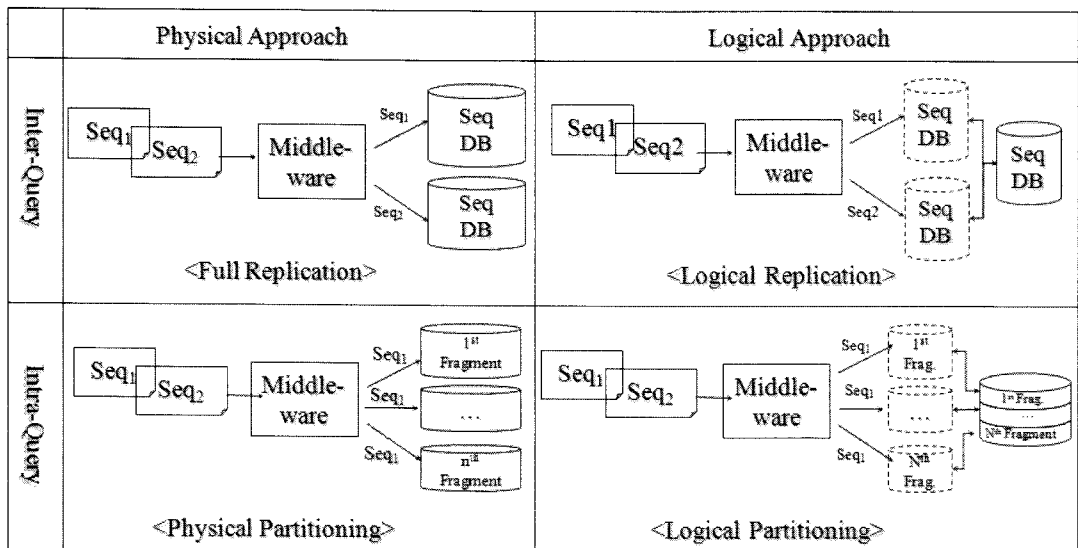 Physical Approach
Logical Approach
Inter-Query
Seq₁
Seq₂
Middle-
ware
Seq₁
Seq₂
Seq
DB
Seq
DB
<Full Replication>
Seq1
Seq2
Middle-
ware
Seq1
Seq2
Seq
DB
Seq
DB
Seq
DB
<Logical Replication>
Intra-Query
Seq₁
Seq₂
Middle-
ware
Seq₁
Seq₁
Seq₁
1st
Fragment
...
nth
Fragment
<Physical Partitioning>
Seq₁
Seq₂
Middle-
ware
Seq₁
Seq₁
Seq₁
1st
Frag.
...
Nth
Frag.
1st Frag.
...
Nth Fragment
<Logical Partitioning>